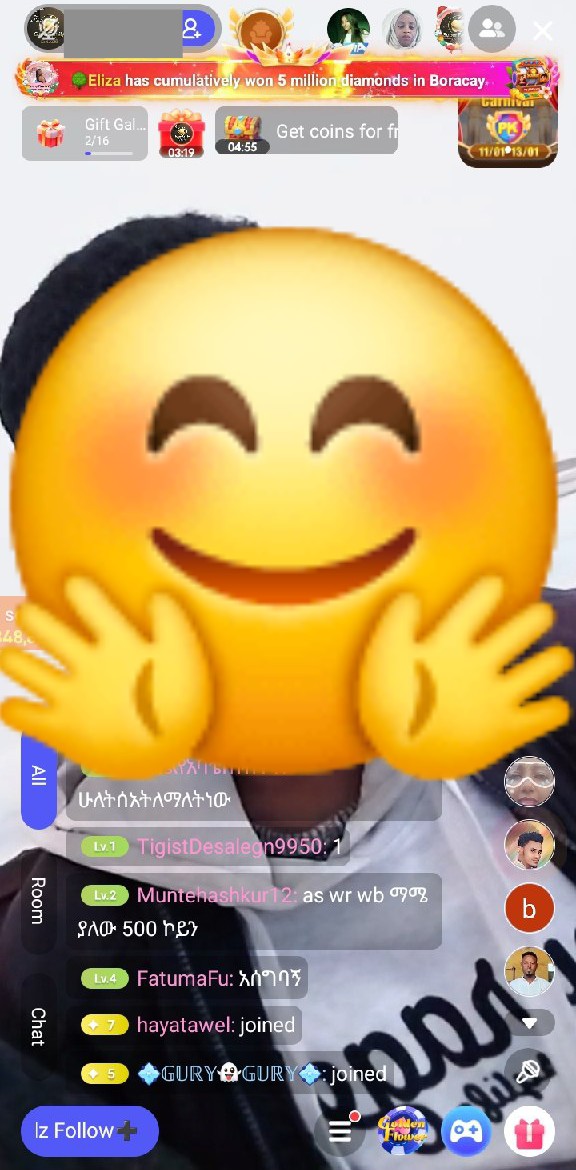 Eliza has cumulatively won 5 million diamonds in Boracay
Gift Gal...
2/16
03:19
04:55
Get coins for fr
Carnival
PK
11/01 13/01
All
ሁለትሰአትለማለትነው
Lv.1 TigistDesalegn9950: 1
Lv.2 Muntehashkur12: as wr wb ማሜ
ያለው 500 ኮይን
Room
Lv.4 FatumaFu: አሰግባኝ
7 hayatawel: joined
Chat
5 GURY GURY: joined
b
lz Follow
Golden
Flower